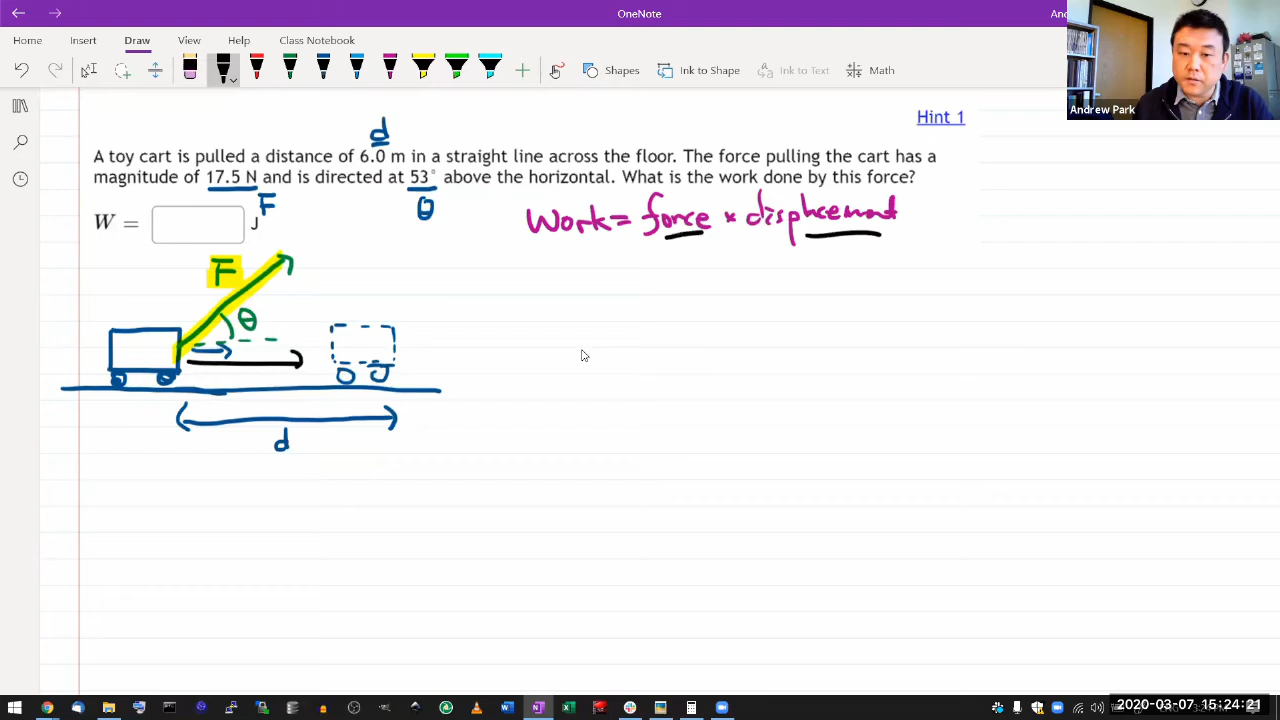 OneNote
An
Home Insert Draw View Help Class Notebook
Shapes Ink to Shape Ink to Text Math
Andrew Park
Hint 1
d
A toy cart is pulled a distance of 6.0 m in a straight line across the floor. The force pulling the cart has a
magnitude of 17.5 N and is directed at 53° above the horizontal. What is the work done by this force?
F θ
W = J
Work = force × displacement
F
θ
d
2020-03-07 15:24:21